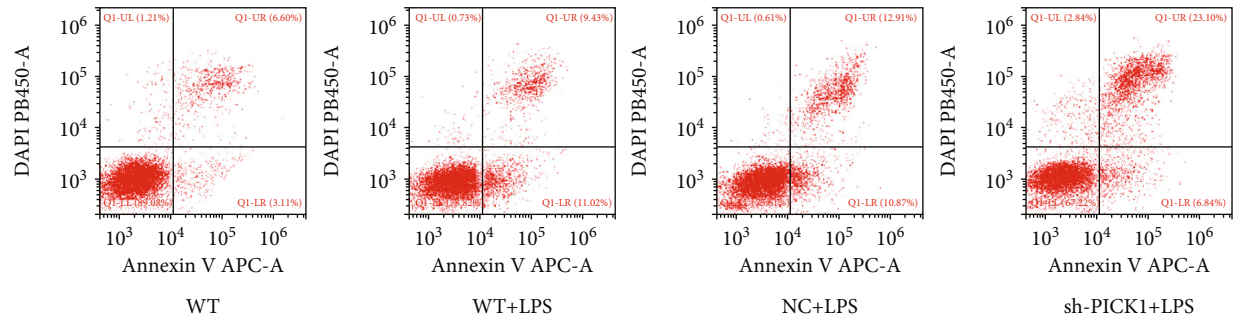 Q1-UL (1.21%)
Q1-UR (6.60%)
10⁶
10⁵
10⁴
10³
DAPI PB450-A
Q1-LL (89.08%)
Q1-LR (3.11%)
10³ 10⁴ 10⁵ 10⁶
Annexin V APC-A
WT
Q1-UL (0.73%)
Q1-UR (9.43%)
10⁶
10⁵
10⁴
10³
DAPI PB450-A
Q1-LR (11.02%)
10³ 10⁴ 10⁵ 10⁶
Annexin V APC-A
WT+LPS
Q1-UL (0.61%)
Q1-UR (12.91%)
10⁶
10⁵
10⁴
10³
DAPI PB450-A
Q1-LR (10.87%)
10³ 10⁴ 10⁵ 10⁶
Annexin V APC-A
NC+LPS
Q1-UL (2.84%)
Q1-UR (23.10%)
10⁶
10⁵
10⁴
10³
DAPI PB450-A
Q1-LL (67.22%)
Q1-LR (6.84%)
10³ 10⁴ 10⁵ 10⁶
Annexin V APC-A
sh-PICK1+LPS